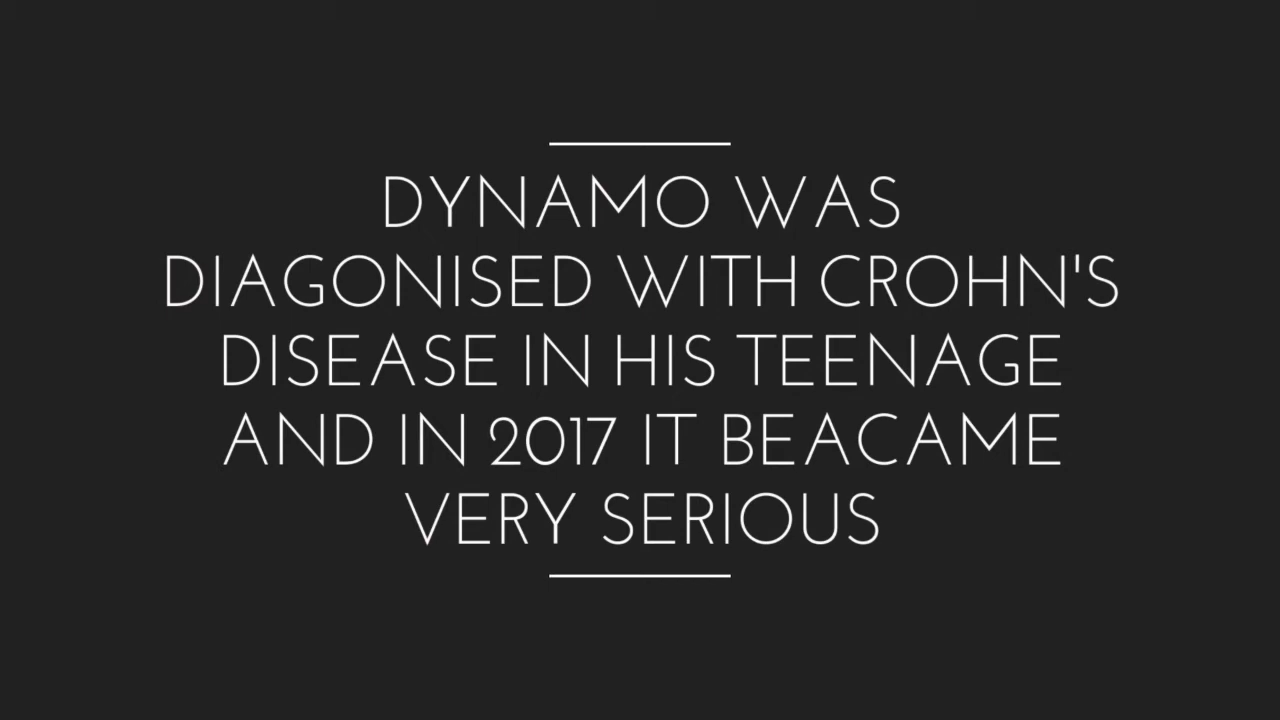 DYNAMO WAS
DIAGONISED WITH CROHN'S
DISEASE IN HIS TEENAGE
AND IN 2017 IT BEACAME
VERY SERIOUS